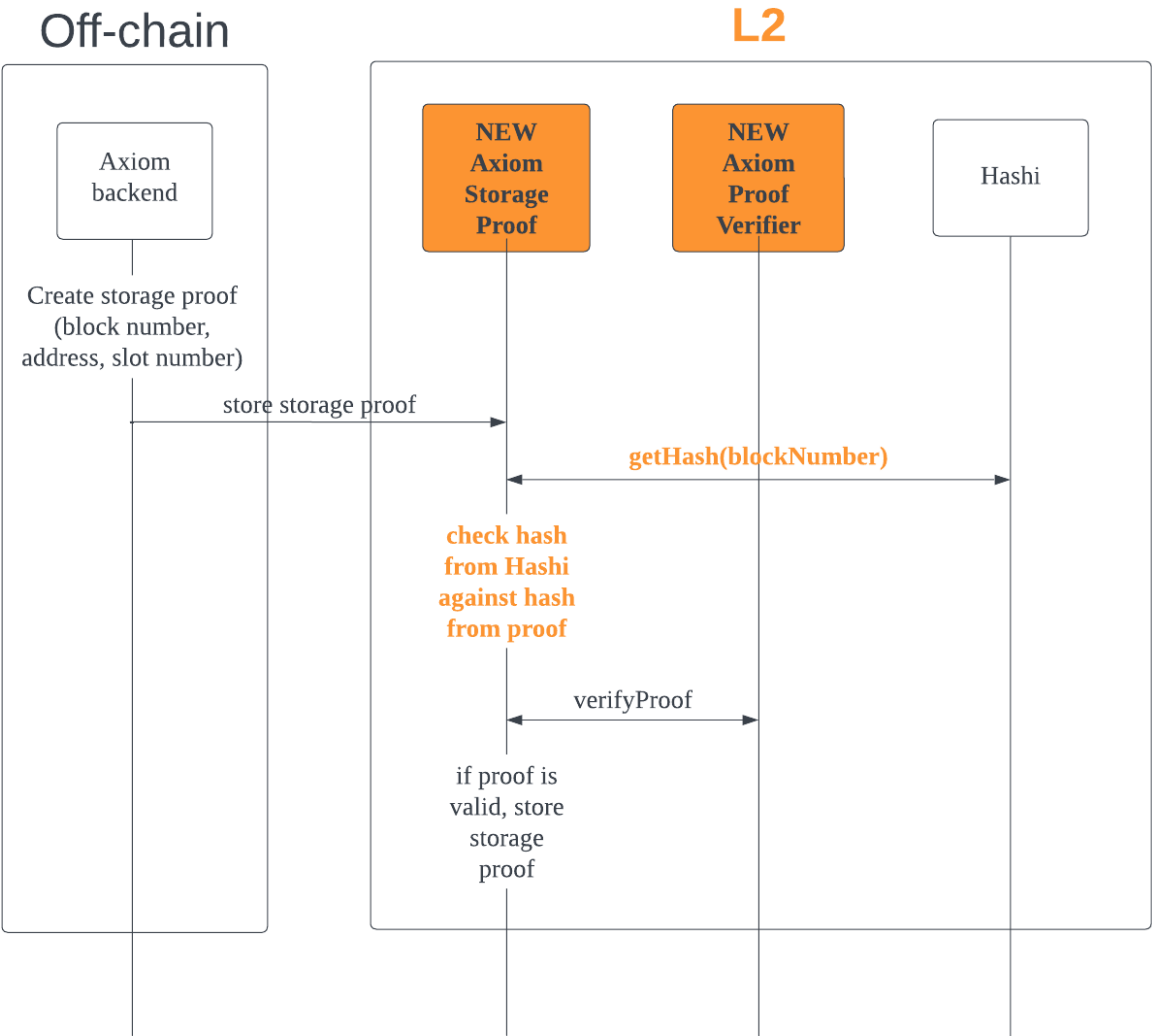 Off-chain
L2
Axiom
backend
NEW
Axiom
Storage
Proof
NEW
Axiom
Proof
Verifier
Hashi
Create storage proof
(block number,
address, slot number)
store storage proof
getHash(blockNumber)
check hash
from Hashi
against hash
from proof
verifyProof
if proof is
valid, store
storage
proof